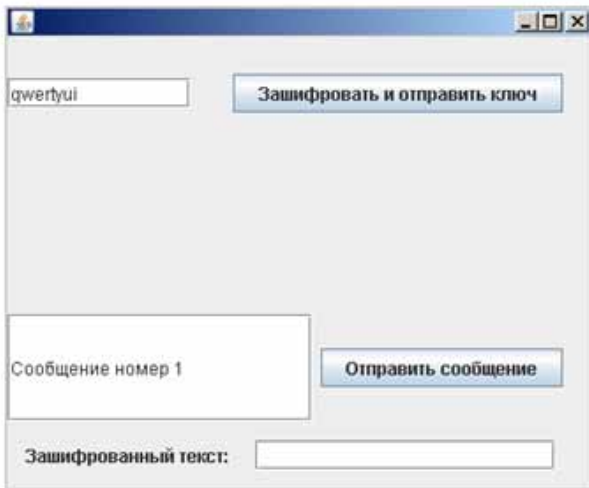 qwertyui
Зашифровать и отправить ключ
Сообщение номер 1
Отправить сообщение
Зашифрованный текст: